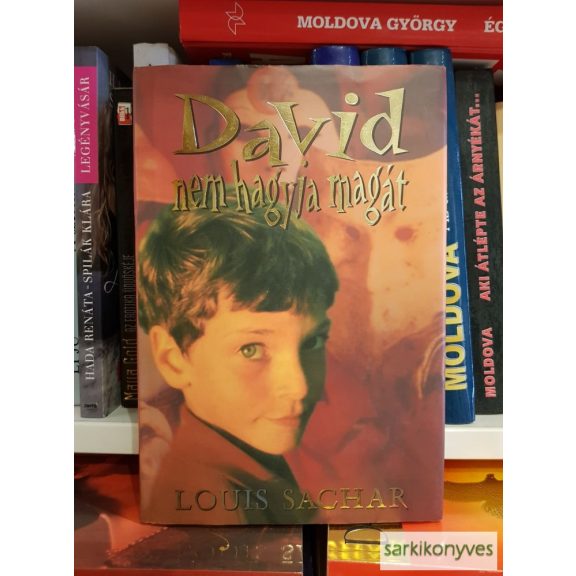 MOLDOVA GYÖRGY ÉG
LEGÉNYVÁSÁR
HADA RENÁTA - SPILÁK KLÁRA
David
nem hagyja magát
LOUIS SACHAR
MOLDOVA
MOLDOVA AKI ÁTLÉPTE AZ ÁRNYÉKÁT...
sarkikonyves